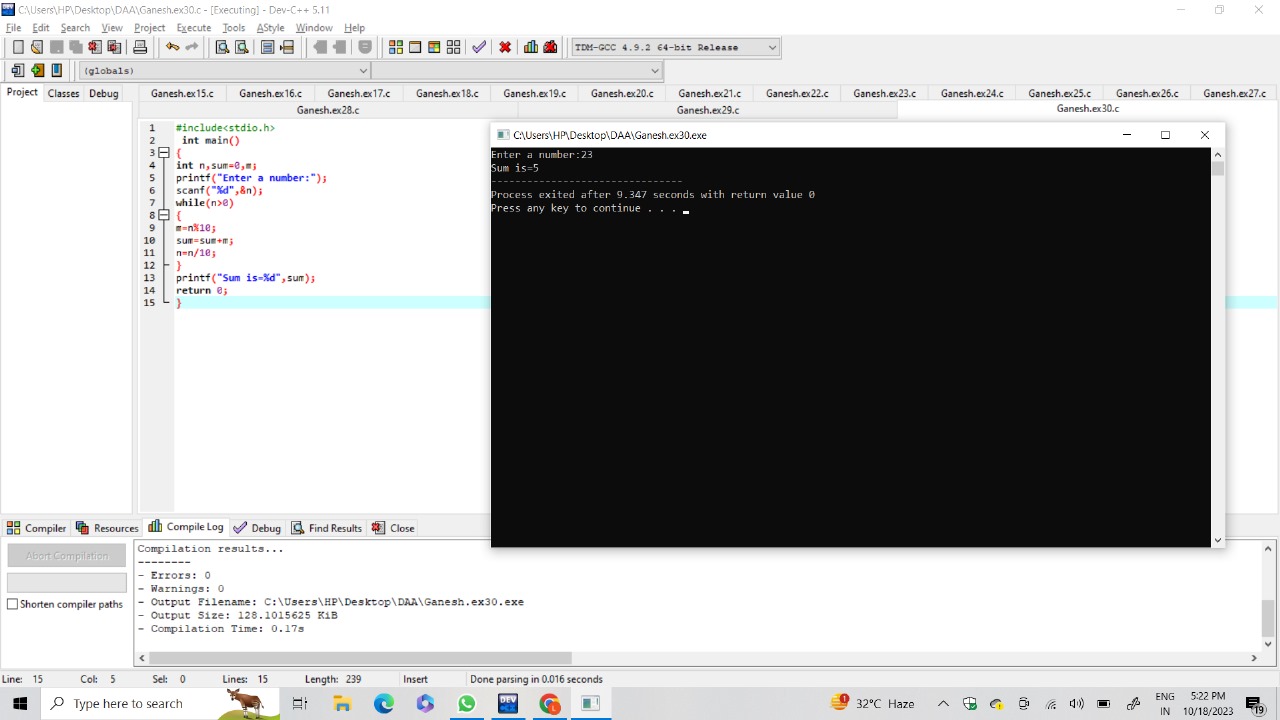 C:\Users\HP\Desktop\DAA\Ganesh.ex30.c - [Executing] - Dev-C++ 5.11
File Edit Search View Project Execute Tools AStyle Window Help
TDM-GCC 4.9.2 64-bit Release
(globals)
Project Classes Debug
Ganesh.ex15.c Ganesh.ex16.c Ganesh.ex17.c Ganesh.ex18.c Ganesh.ex19.c Ganesh.ex20.c Ganesh.ex21.c Ganesh.ex22.c Ganesh.ex23.c Ganesh.ex24.c Ganesh.ex25.c Ganesh.ex26.c Ganesh.ex27.c
Ganesh.ex28.c Ganesh.ex29.c Ganesh.ex30.c
1 #include<stdio.h>
2 int main()
3 {
4 int n,sum=0,m;
5 printf("Enter a number:");
6 scanf("%d",&n);
7 while(n>0)
8 {
9 m=n%10;
10 sum=sum+m;
11 n=n/10;
12 }
13 printf("Sum is=%d",sum);
14 return 0;
15 }
C:\Users\HP\Desktop\DAA\Ganesh.ex30.exe
Enter a number:23
Sum is=5
--------------------------------
Process exited after 9.347 seconds with return value 0
Press any key to continue . . .
Compiler Resources Compile Log Debug Find Results Close
Abort Compilation
Shorten compiler paths
Compilation results...
--------
- Errors: 0
- Warnings: 0
- Output Filename: C:\Users\HP\Desktop\DAA\Ganesh.ex30.exe
- Output Size: 128.1015625 KiB
- Compilation Time: 0.17s
Line: 15 Col: 5 Sel: 0 Lines: 15 Length: 239 Insert Done parsing in 0.016 seconds
Type here to search
DEV
L
1
32°C Haze
ENG
IN
5:22 PM
10/18/2023
19